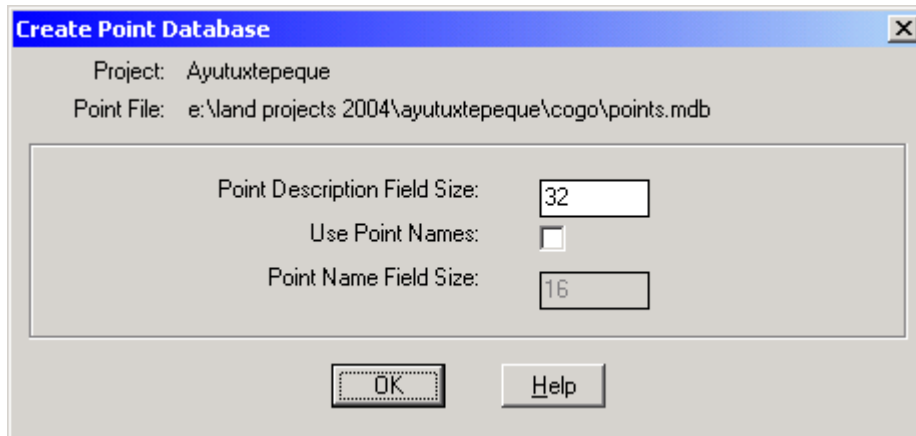 Create Point Database
Project: Ayutuxtepeque
Point File: e:\land projects 2004\ayutuxtepeque\cogo\points.mdb
Point Description Field Size: 32
Use Point Names:
Point Name Field Size: 16
OK Help